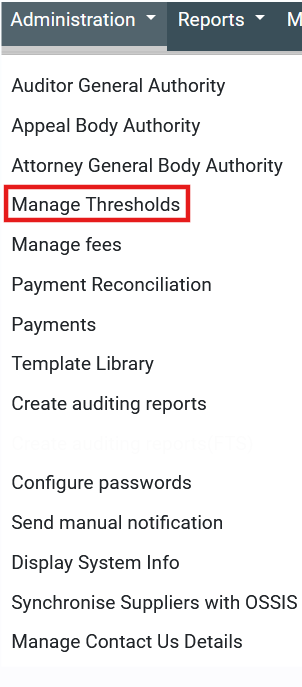 Administration Reports M
Auditor General Authority
Appeal Body Authority
Attorney General Body Authority
Manage Thresholds
Manage fees
Payment Reconciliation
Payments
Template Library
Create auditing reports
Configure passwords
Send manual notification
Display System Info
Synchronise Suppliers with OSSIS
Manage Contact Us Details